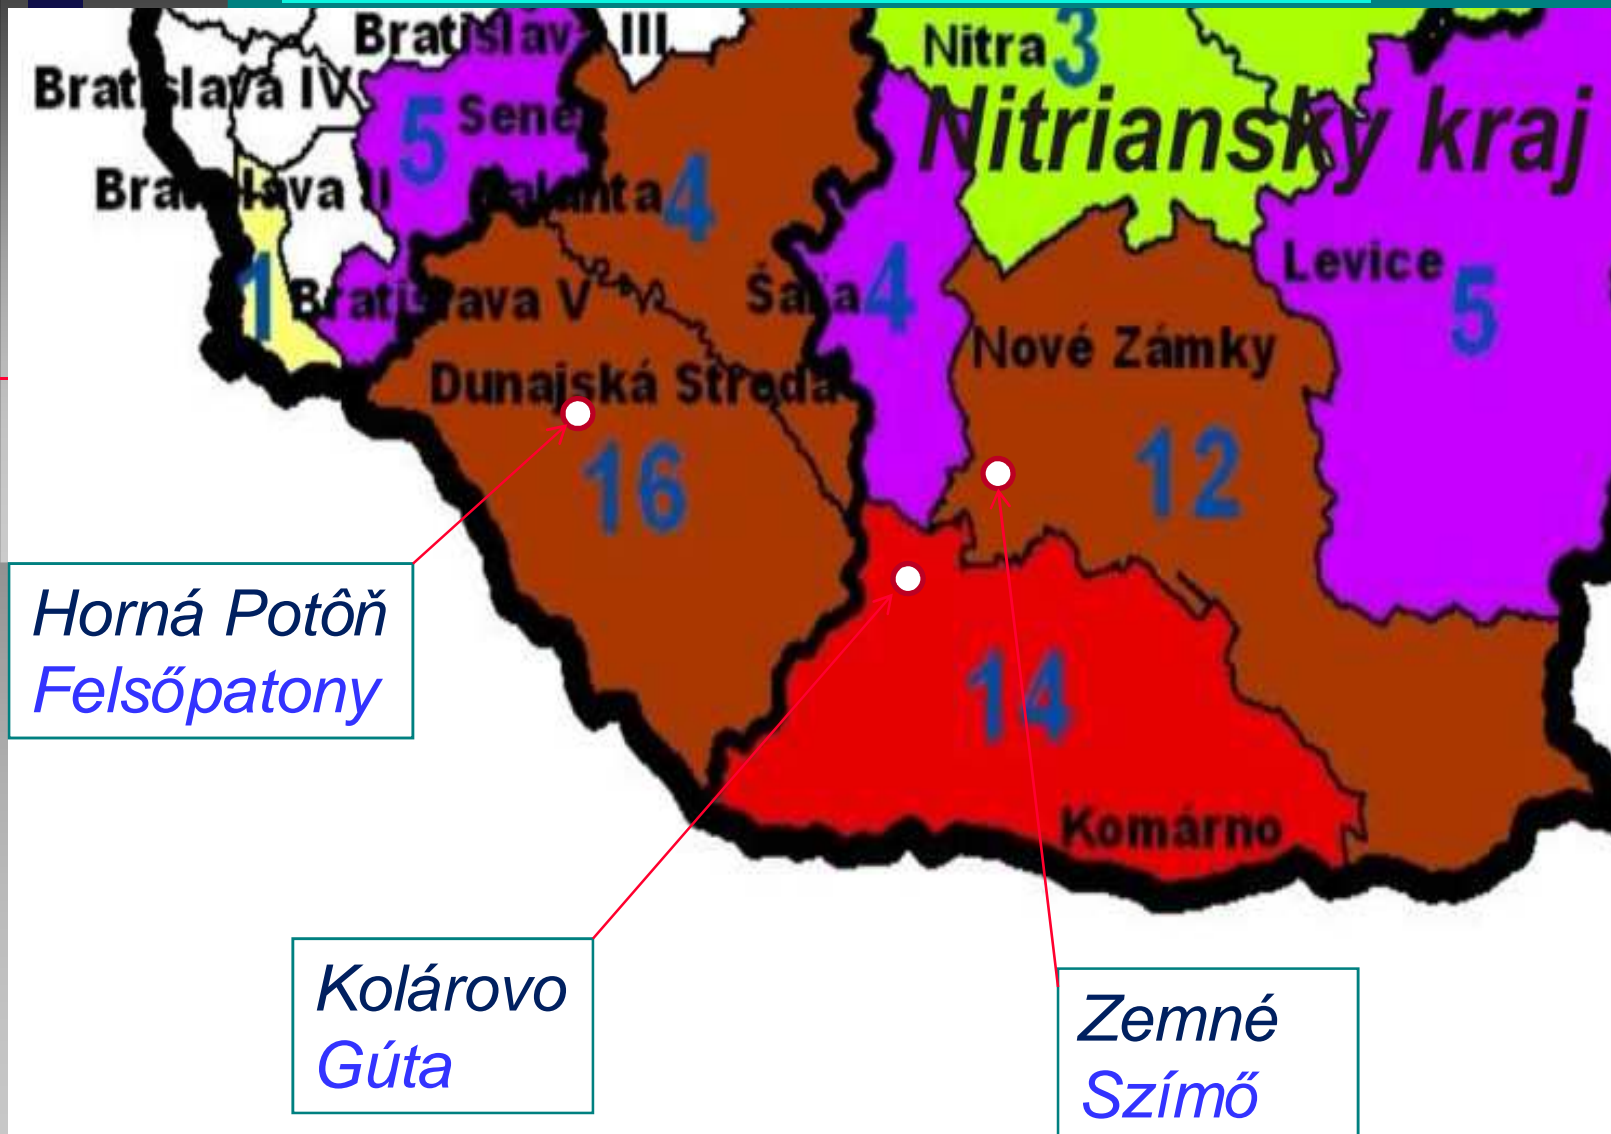 Bratislava III
Nitra 3
Bratislava IV
5 Sene
Nitriansky kraj
Bratislava II
Galanta 4
Levice 5
1
Bratislava V
Šaľa 4
Nové Zámky
Dunajská Streda
16
12
Horná Potôň
Felsőpatony
14
Komárno
Kolárovo
Gúta
Zemné
Szímő